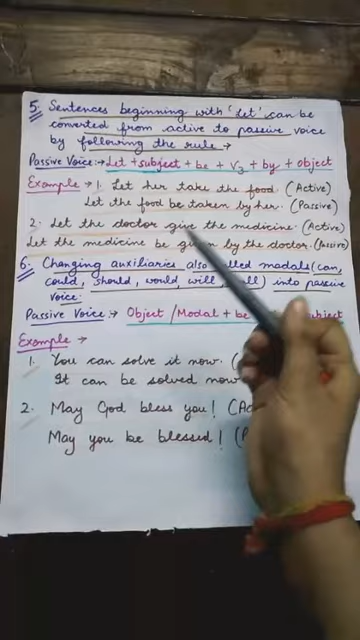 5. Sentences beginning with 'Let' can be
converted from active to passive voice
by following the rule →
Passive Voice:→ Let + subject + be + V3 + by + object
Example → 1. Let her take the food. (Active)
Let the food be taken by her. (Passive)
2. Let the doctor give the medicine. (Active)
Let the medicine be given by the doctor. (Passive)
6. Changing auxiliaries also called modals (can,
could, should, would, will, ) into passive
voice:
Passive Voice:→ Object / Modal + be
Example →
1. You can solve it now.
It can be solved now
2. May God bless you!
May you be blessed!